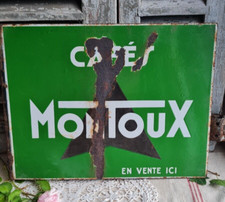 CAFÉS
MONTOUX
EN VENTE ICI